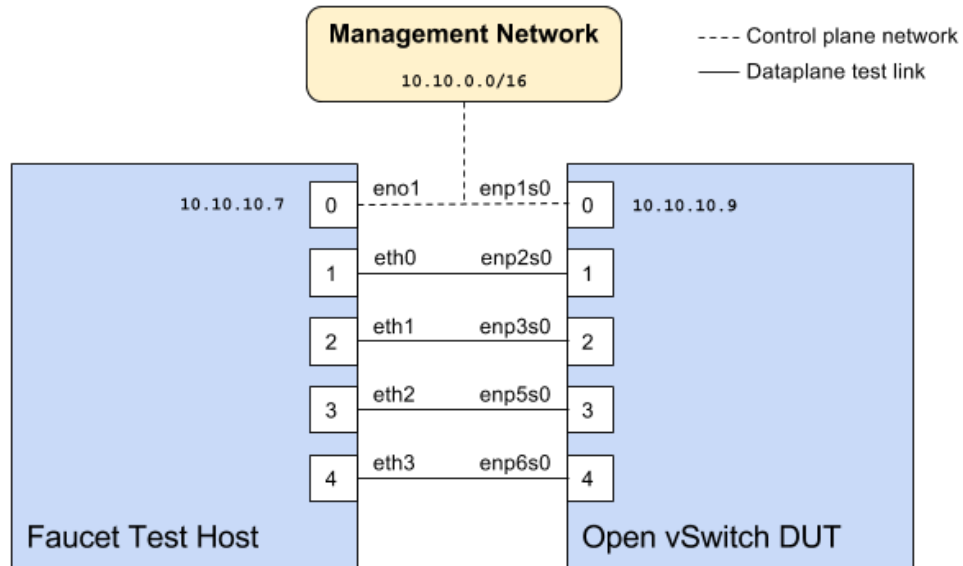 Management Network
10.10.0.0/16
---- Control plane network
—— Dataplane test link
10.10.10.7 0 eno1 enp1s0 0 10.10.10.9
1 eth0 enp2s0 1
2 eth1 enp3s0 2
3 eth2 enp5s0 3
4 eth3 enp6s0 4
Faucet Test Host
Open vSwitch DUT